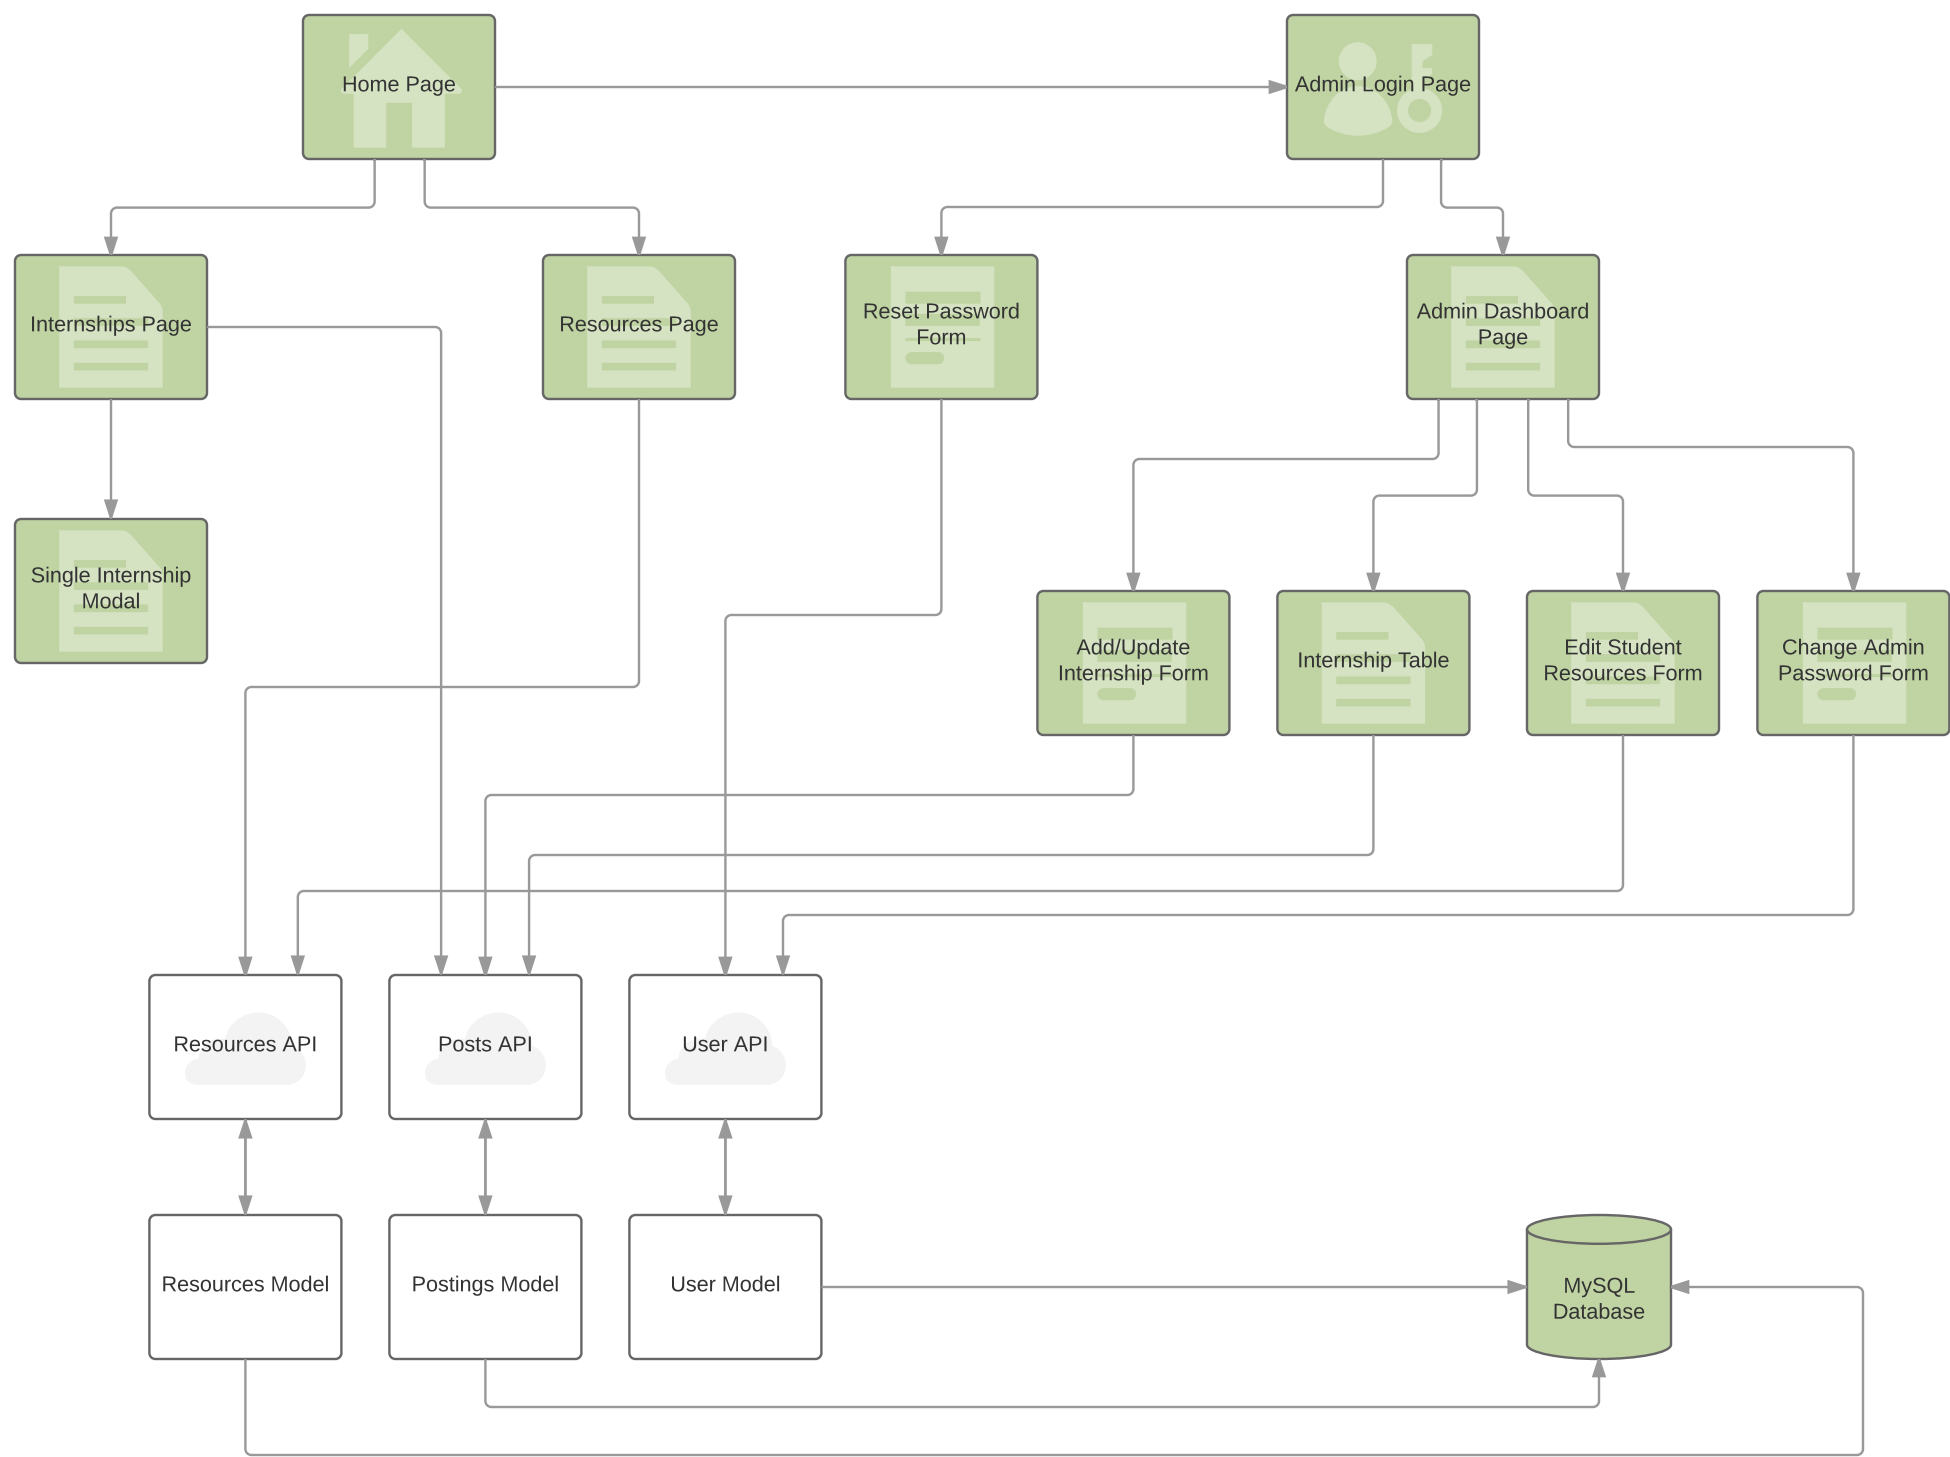 Home Page
Admin Login Page
Internships Page
Resources Page
Reset Password
Form
Admin Dashboard
Page
Single Internship
Modal
Add/Update
Internship Form
Internship Table
Edit Student
Resources Form
Change Admin
Password Form
Resources API
Posts API
User API
Resources Model
Postings Model
User Model
MySQL
Database